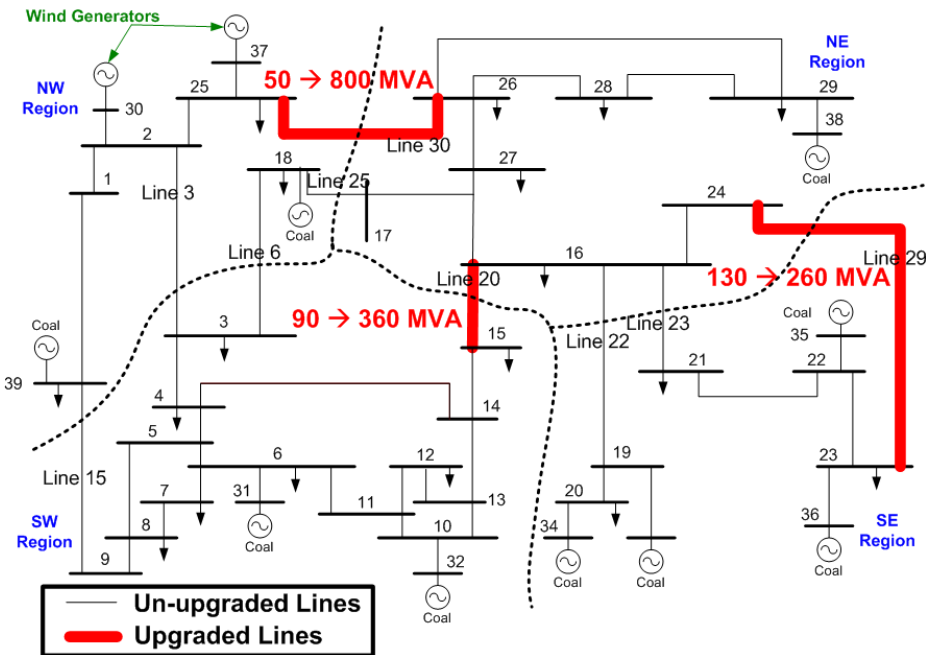 Wind Generators
37
NW
Region
25
50 → 800 MVA
26
28
29
NE
Region
30
38
2
Line 30
Coal
18
27
1
Line 3
Line 25
24
Coal
17
Line 6
16
Line 29
Line 20
130 → 260 MVA
90 → 360 MVA
Coal
Coal
3
15
Line 22
Line 23
35
39
21
22
4
14
5
6
12
19
23
Line 15
7
31
11
13
20
SW
Region
8
Coal
10
34
36
SE
Region
9
32
Coal
Coal
Coal
Coal
Un-upgraded Lines
Upgraded Lines